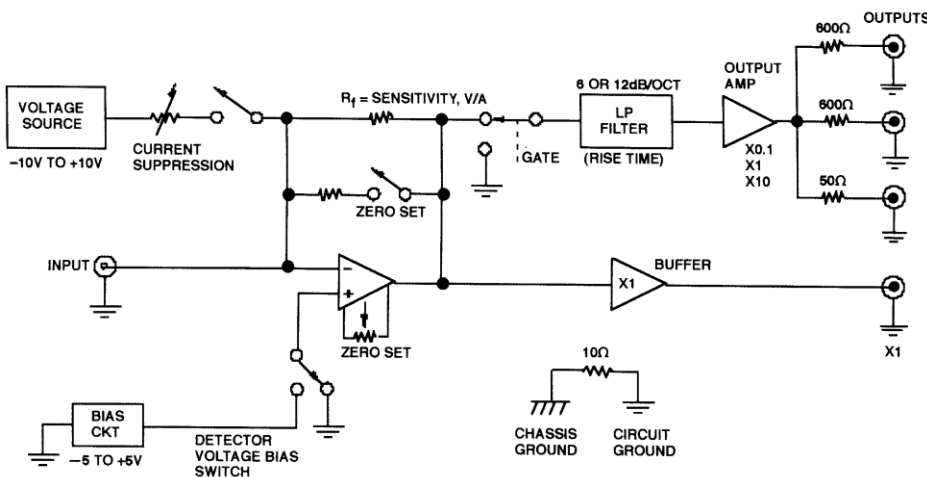 OUTPUTS
600Ω
OUTPUT
AMP
6 OR 12dB/OCT
Rf = SENSITIVITY, V/A
VOLTAGE
SOURCE
LP
FILTER
600Ω
–10V TO +10V
CURRENT
SUPPRESSION
GATE
(RISE TIME)
X0.1
X1
X10
50Ω
ZERO SET
INPUT
–
+
BUFFER
X1
ZERO SET
X1
10Ω
BIAS
CKT
–5 TO +5V
DETECTOR
VOLTAGE BIAS
SWITCH
CHASSIS
GROUND
CIRCUIT
GROUND